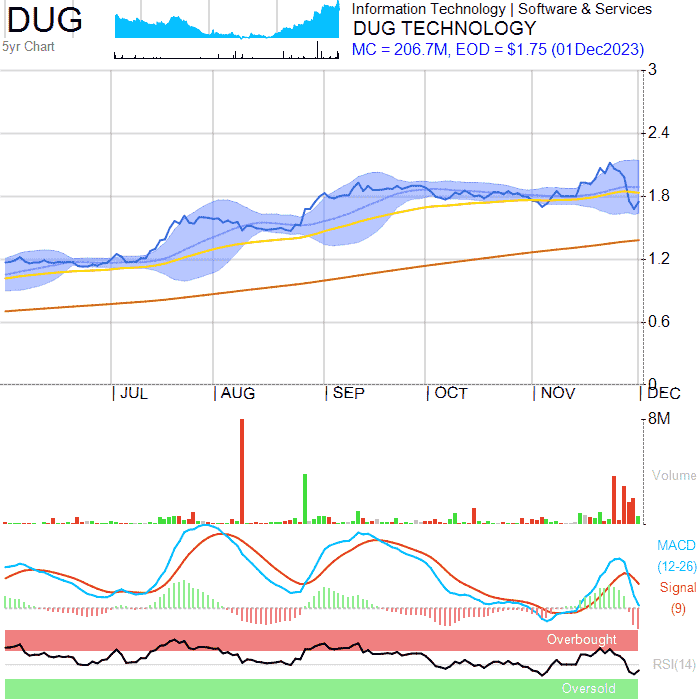 DUG
5yr Chart
Information Technology | Software & Services
DUG TECHNOLOGY
MC = 206.7M, EOD = $1.75 (01Dec2023)
3
2.4
1.8
1.2
0.6
0
JUL
AUG
SEP
OCT
NOV
DEC
8M
Volume
MACD
(12-26)
Signal
(9)
Overbought
RSI(14)
Oversold